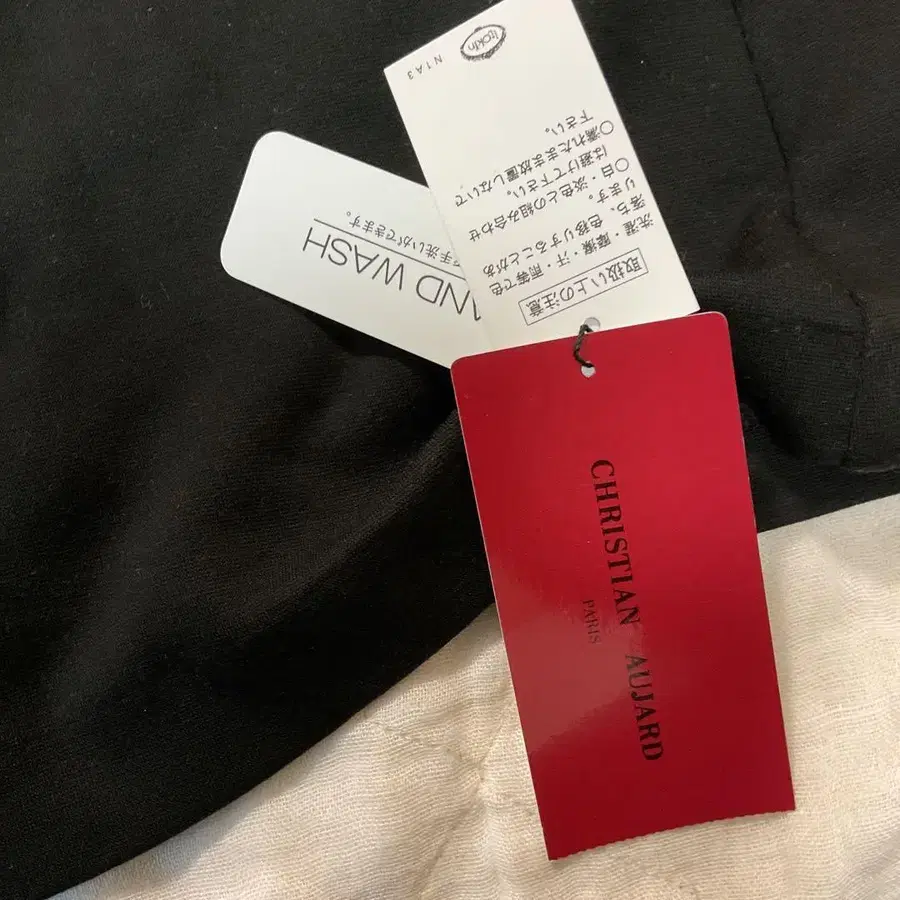 CHRISTIAN AUJARD
PARIS
取扱い上の注意
洗濯・摩擦・汗・雨等で色
落ち、色移りすることがあ
ります。
○白・淡色との組み合わせ
は避けて下さい。
○濡れたまま放置しないで
下さい。
N1A3
Itokin
ND WASH
手洗いができます。